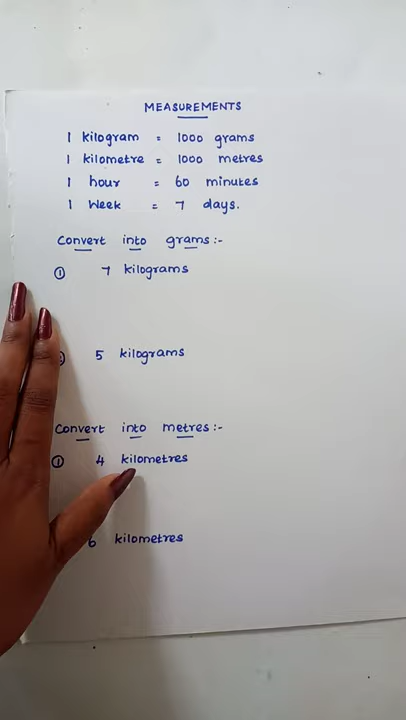 MEASUREMENTS
1 kilogram = 1000 grams
1 kilometre = 1000 metres
1 hour = 60 minutes
1 week = 7 days.
Convert into grams:-
① 7 kilograms
5 kilograms
Convert into metres:-
① 4 kilometres
6 kilometres